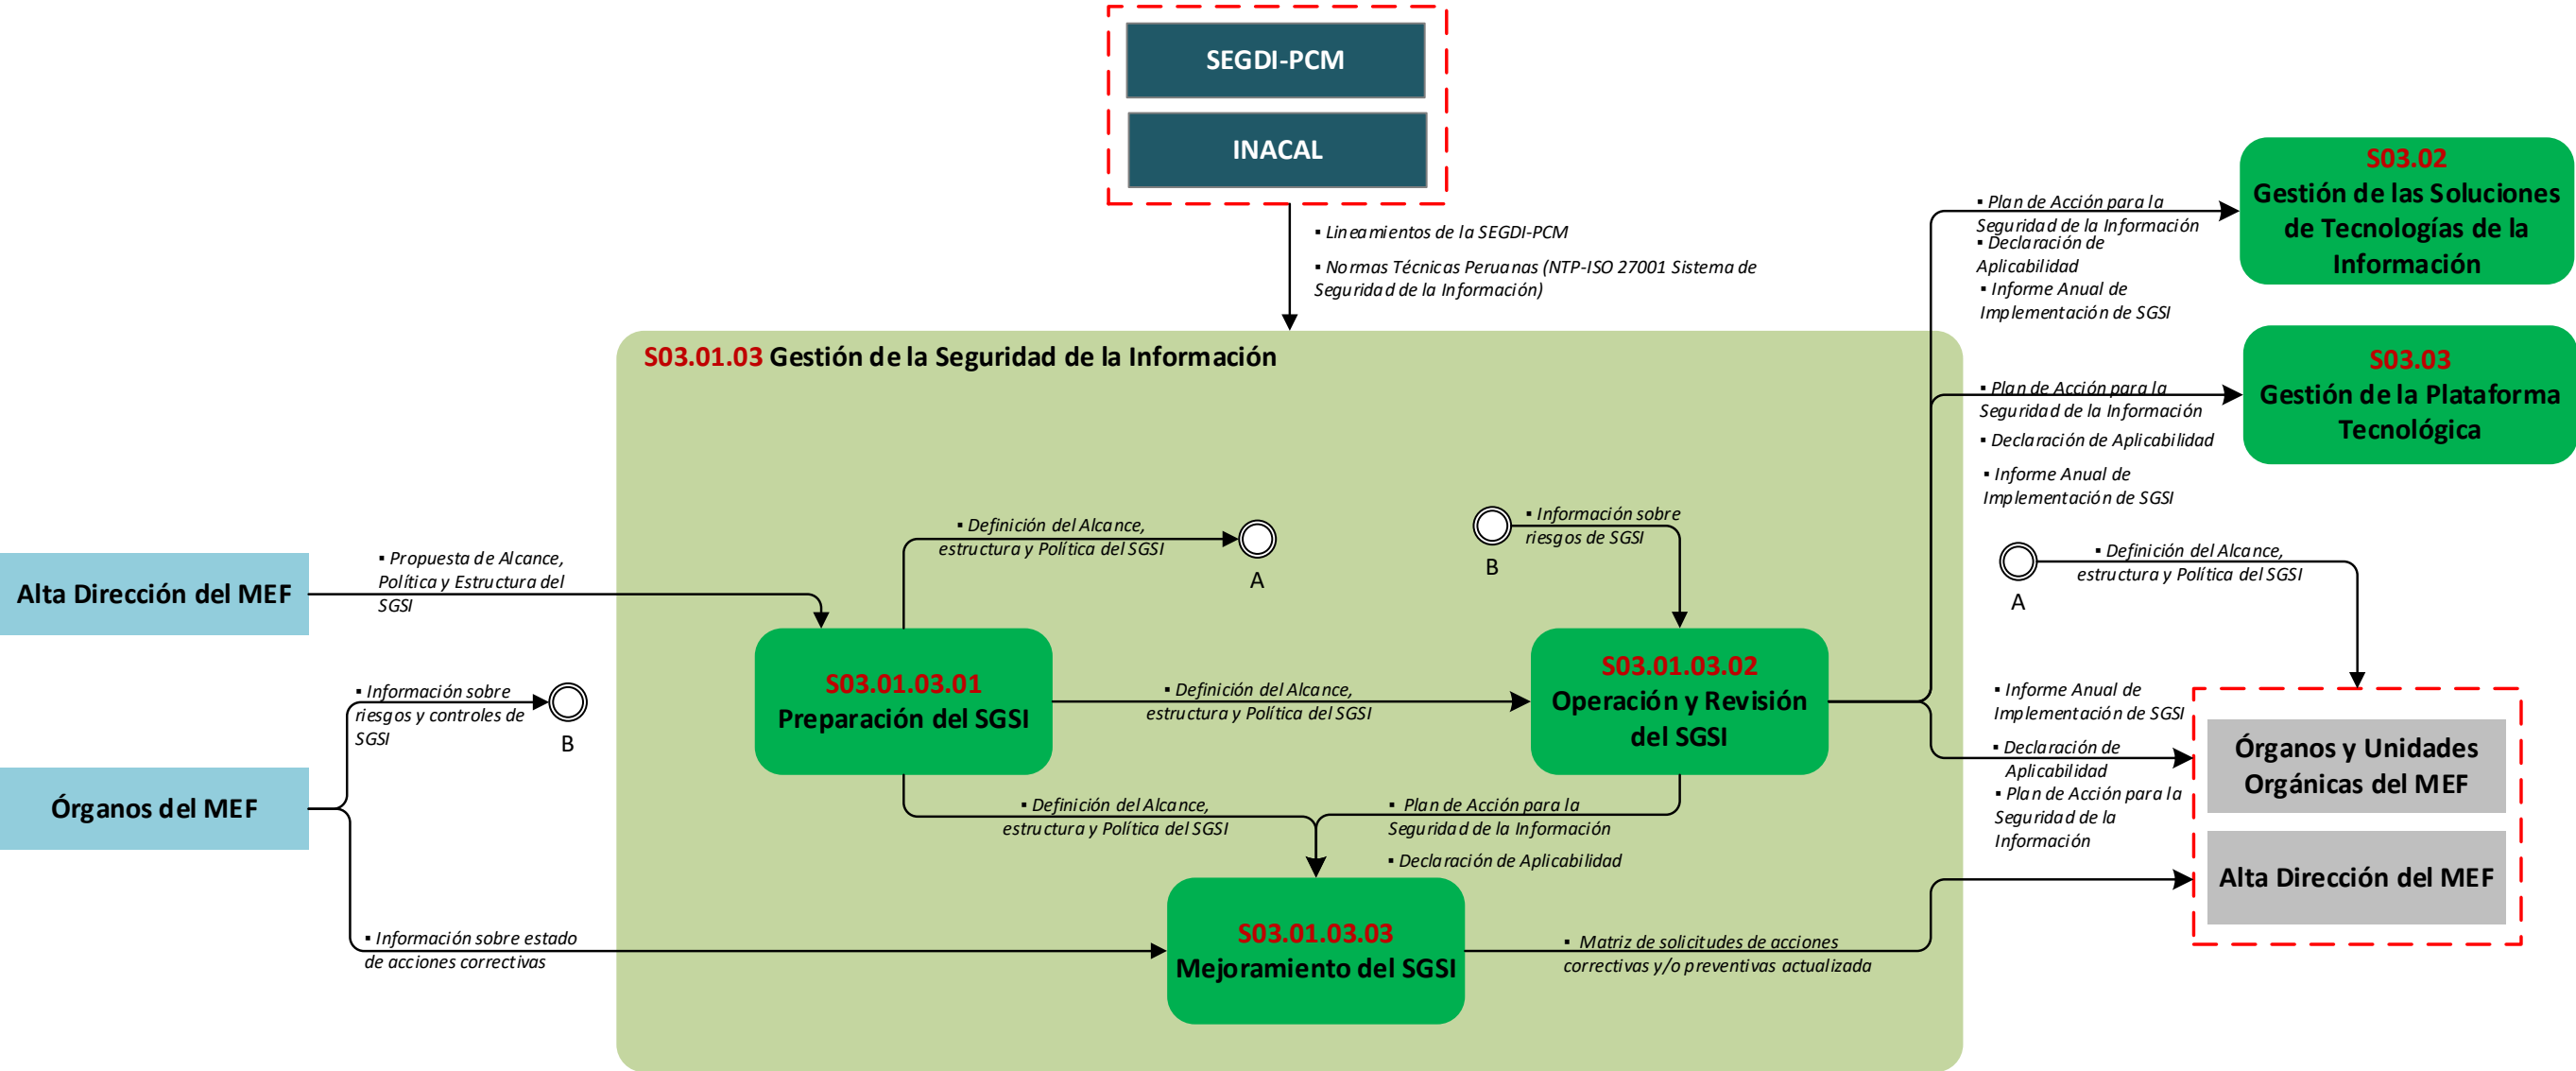 SEGDI-PCM
INACAL
▪ Lineamientos de la SEGDI-PCM
▪ Normas Técnicas Peruanas (NTP-ISO 27001 Sistema de
Seguridad de la Información)
S03.02
Gestión de las Soluciones
de Tecnologías de la
Información
▪ Plan de Acción para la
Seguridad de la Información
▪ Declaración de
Aplicabilidad
▪ Informe Anual de
Implementación de SGSI
S03.03
Gestión de la Plataforma
Tecnológica
▪ Plan de Acción para la
Seguridad de la Información
▪ Declaración de Aplicabilidad
▪ Informe Anual de
Implementación de SGSI
S03.01.03 Gestión de la Seguridad de la Información
▪ Definición del Alcance,
estructura y Política del SGSI
A
▪ Información sobre
riesgos de SGSI
B
▪ Definición del Alcance,
estructura y Política del SGSI
A
Alta Dirección del MEF
▪ Propuesta de Alcance,
Política y Estructura del
SGSI
▪ Información sobre
riesgos y controles de
SGSI
B
Órganos del MEF
S03.01.03.01
Preparación del SGSI
▪ Definición del Alcance,
estructura y Política del SGSI
S03.01.03.02
Operación y Revisión
del SGSI
▪ Informe Anual de
Implementación de SGSI
▪ Declaración de
Aplicabilidad
▪ Plan de Acción para la
Seguridad de la
Información
Órganos y Unidades
Orgánicas del MEF
Alta Dirección del MEF
▪ Definición del Alcance,
estructura y Política del SGSI
▪ Plan de Acción para la
Seguridad de la Información
▪ Declaración de Aplicabilidad
▪ Información sobre estado
de acciones correctivas
S03.01.03.03
Mejoramiento del SGSI
▪ Matriz de solicitudes de acciones
correctivas y/o preventivas actualizada